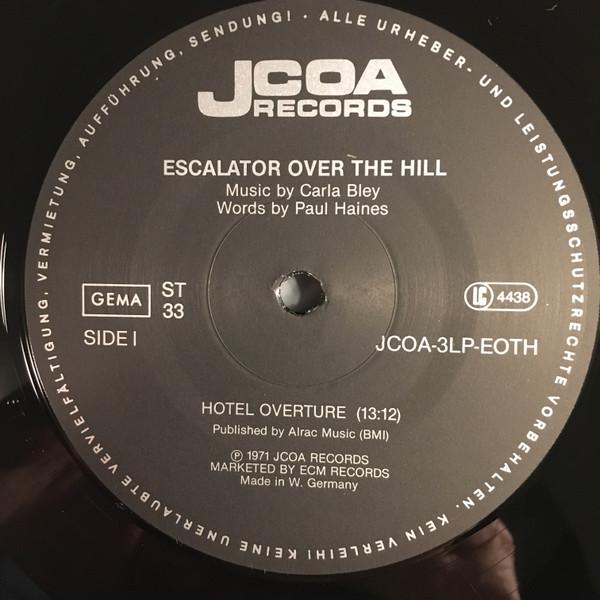 JCOA
RECORDS
ESCALATOR OVER THE HILL
Music by Carla Bley
Words by Paul Haines
GEMA
ST
33
LC 4438
SIDE I
JCOA-3LP-EOTH
HOTEL OVERTURE (13:12)
Published by Alrac Music (BMI)
℗ 1971 JCOA RECORDS
MARKETED BY ECM RECORDS
Made in W. Germany
ALLE URHEBER- UND LEISTUNGSSCHUTZRECHTE VORBEHALTEN. KEIN VERLEIH! KEINE UNERLAUBTE VERVIELFÄLTIGUNG, VERMIETUNG, AUFFÜHRUNG, SENDUNG! ·